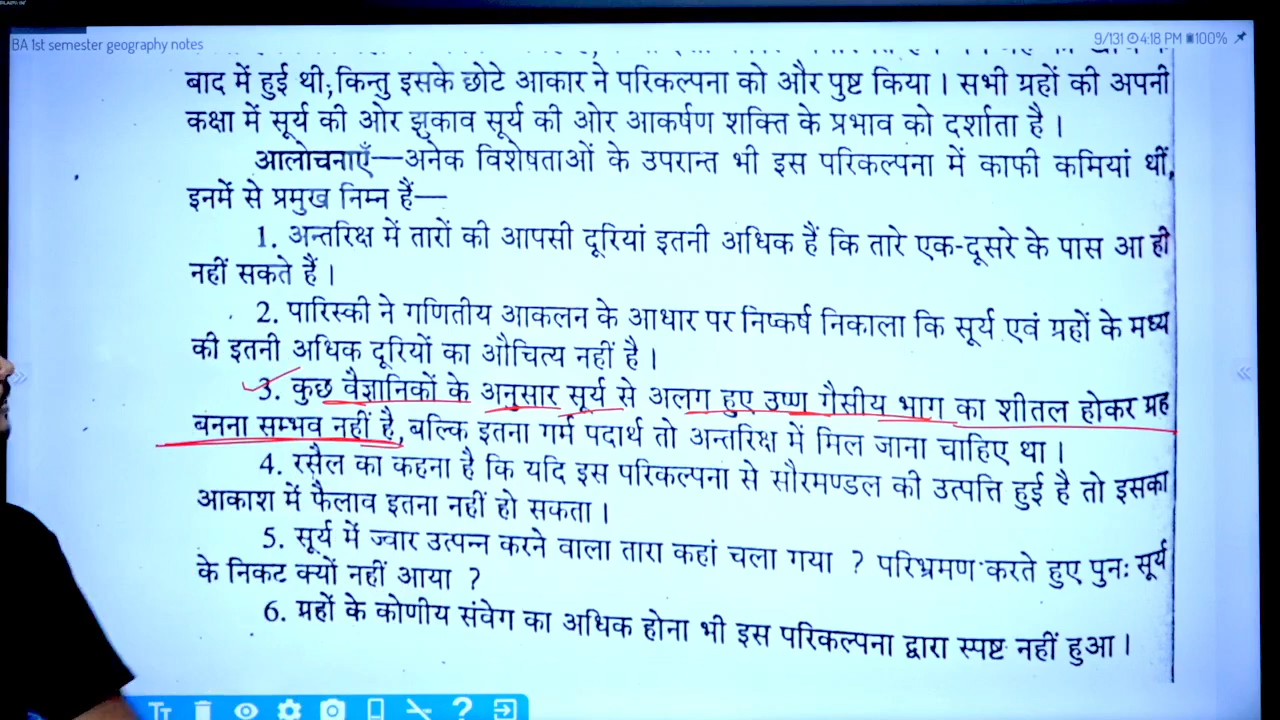 BA 1st semester geography notes
9/131 4:18 PM 100%
बाद में हुई थी, किन्तु इसके छोटे आकार ने परिकल्पना को और पुष्ट किया । सभी ग्रहों की अपनी
कक्षा में सूर्य की ओर झुकाव सूर्य की ओर आकर्षण शक्ति के प्रभाव को दर्शाता है ।
आलोचनाएँ—अनेक विशेषताओं के उपरान्त भी इस परिकल्पना में काफी कमियां थीं,
इनमें से प्रमुख निम्न हैं—
1. अन्तरिक्ष में तारों की आपसी दूरियां इतनी अधिक हैं कि तारे एक-दूसरे के पास आ ही
नहीं सकते हैं ।
2. पारिस्की ने गणितीय आकलन के आधार पर निष्कर्ष निकाला कि सूर्य एवं ग्रहों के मध्य
की इतनी अधिक दूरियों का औचित्य नहीं है ।
3. कुछ वैज्ञानिकों के अनुसार सूर्य से अलग हुए उष्ण गैसीय भाग का शीतल होकर ग्रह
बनना सम्भव नहीं है, बल्कि इतना गर्म पदार्थ तो अन्तरिक्ष में मिल जाना चाहिए था ।
4. रसैल का कहना है कि यदि इस परिकल्पना से सौरमण्डल की उत्पत्ति हुई है तो इसका
आकाश में फैलाव इतना नहीं हो सकता ।
5. सूर्य में ज्वार उत्पन्न करने वाला तारा कहां चला गया ? परिभ्रमण करते हुए पुनः सूर्य
के निकट क्यों नहीं आया ?
6. ग्रहों के कोणीय संवेग का अधिक होना भी इस परिकल्पना द्वारा स्पष्ट नहीं हुआ ।